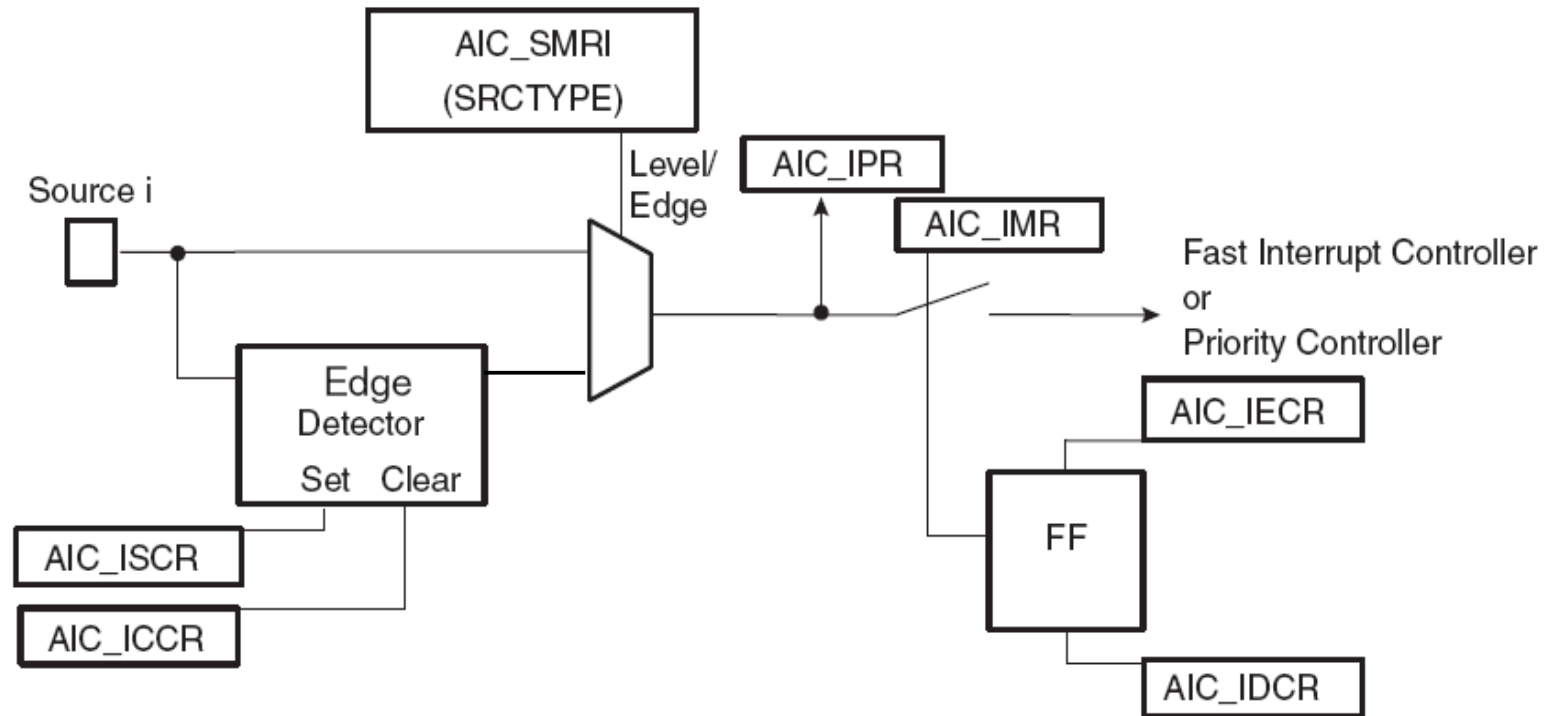 AIC_SMRI
(SRCTYPE)
Level/
Edge
AIC_IPR
Source i
AIC_IMR
Fast Interrupt Controller
or
Priority Controller
Edge
Detector
Set Clear
AIC_IECR
FF
AIC_ISCR
AIC_ICCR
AIC_IDCR